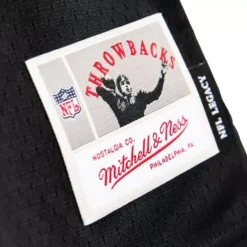 THROWBACKS
NFL
NOSTALGIA CO.
Mitchell & Ness
PHILADELPHIA, PA.
NFL LEGACY